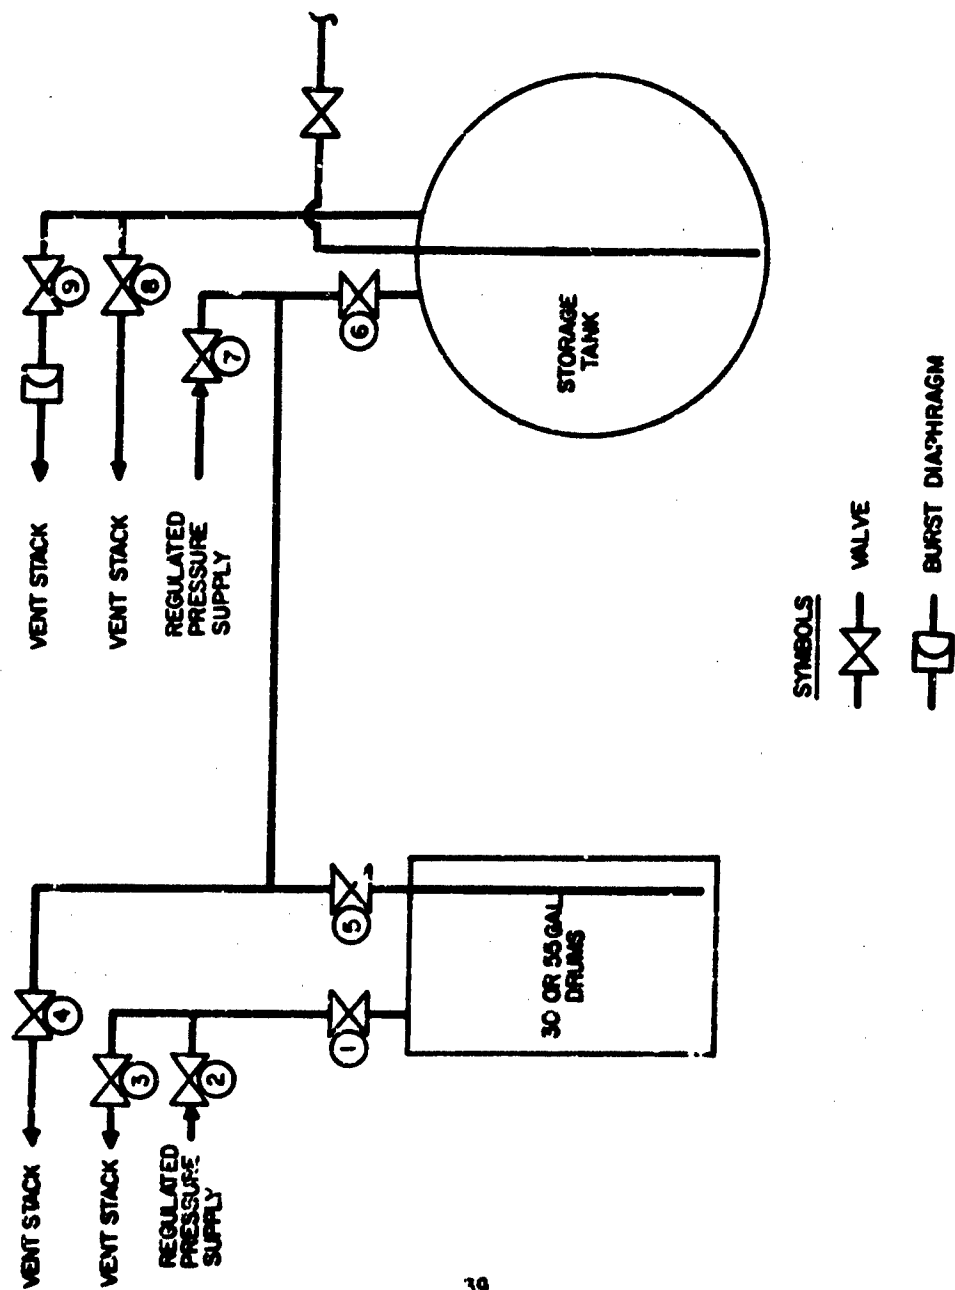 VENT STACK
4
VENT STACK
9
VENT STACK
3
VENT STACK
8
REGULATED
PRESSURE
SUPPLY
2
REGULATED
PRESSURE
SUPPLY
7
1
5
6
30 OR 55 GAL
DRUMS
STORAGE
TANK
SYMBOLS
VALVE
BURST DIAPHRAGM
39